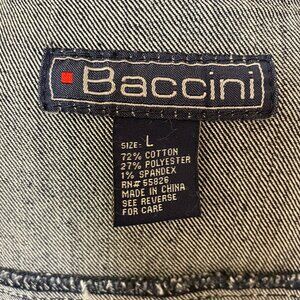 Baccini
SIZE: L
72% COTTON
27% POLYESTER
1% SPANDEX
RN# 55826
MADE IN CHINA
SEE REVERSE
FOR CARE